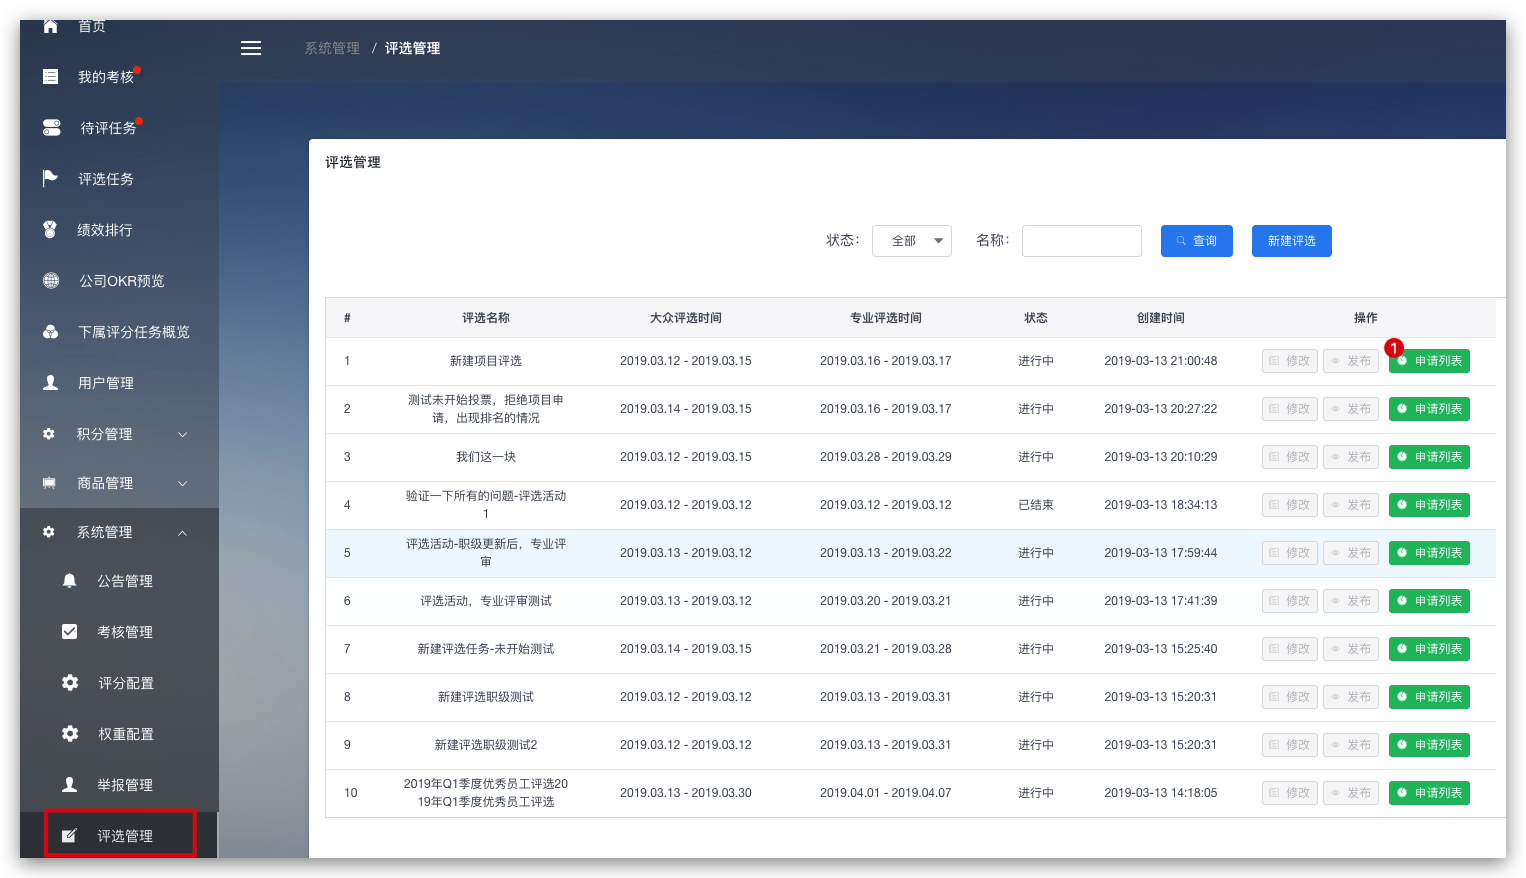 首页
我的考核
待评任务
评选任务
绩效排行
公司OKR预览
下属评分任务概览
用户管理
积分管理
商品管理
系统管理
公告管理
考核管理
评分配置
权重配置
举报管理
评选管理
系统管理 / 评选管理
评选管理
状态： 全部 名称： 查询 新建评选
# 评选名称 大众评选时间 专业评选时间 状态 创建时间 操作
1 新建项目评选 2019.03.12 - 2019.03.15 2019.03.16 - 2019.03.17 进行中 2019-03-13 21:00:48 修改 发布 1 申请列表
2 测试未开始投票，拒绝项目申
请，出现排名的情况 2019.03.14 - 2019.03.15 2019.03.16 - 2019.03.17 进行中 2019-03-13 20:27:22 修改 发布 申请列表
3 我们这一块 2019.03.12 - 2019.03.15 2019.03.28 - 2019.03.29 进行中 2019-03-13 20:10:29 修改 发布 申请列表
4 验证一下所有的问题-评选活动
1 2019.03.12 - 2019.03.12 2019.03.12 - 2019.03.12 已结束 2019-03-13 18:34:13 修改 发布 申请列表
5 评选活动-职级更新后，专业评
审 2019.03.13 - 2019.03.12 2019.03.13 - 2019.03.22 进行中 2019-03-13 17:59:44 修改 发布 申请列表
6 评选活动，专业评审测试 2019.03.13 - 2019.03.12 2019.03.20 - 2019.03.21 进行中 2019-03-13 17:41:39 修改 发布 申请列表
7 新建评选任务-未开始测试 2019.03.14 - 2019.03.15 2019.03.21 - 2019.03.28 进行中 2019-03-13 15:25:40 修改 发布 申请列表
8 新建评选职级测试 2019.03.12 - 2019.03.12 2019.03.13 - 2019.03.31 进行中 2019-03-13 15:20:31 修改 发布 申请列表
9 新建评选职级测试2 2019.03.12 - 2019.03.12 2019.03.13 - 2019.03.31 进行中 2019-03-13 15:20:31 修改 发布 申请列表
10 2019年Q1季度优秀员工评选20
19年Q1季度优秀员工评选 2019.03.13 - 2019.03.30 2019.04.01 - 2019.04.07 进行中 2019-03-13 14:18:05 修改 发布 申请列表